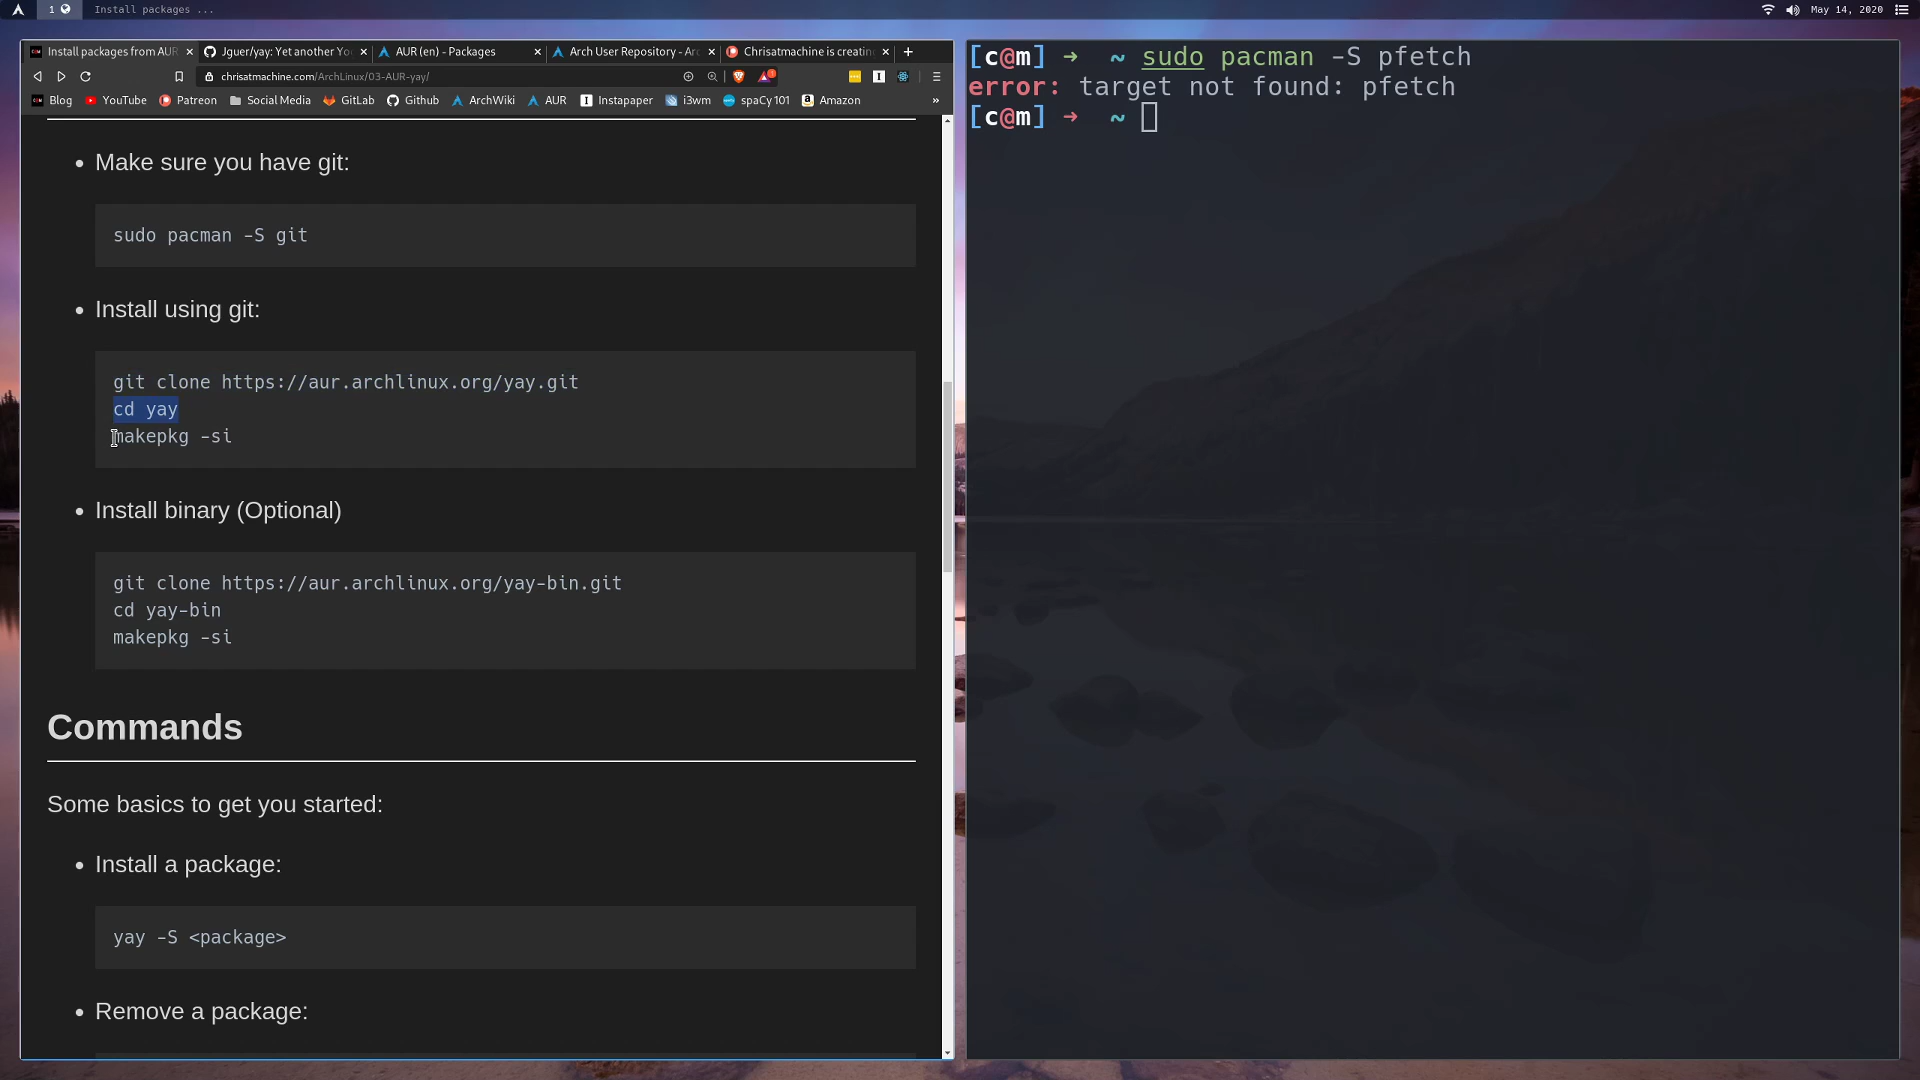 1
Install packages ...
May 14, 2020
Install packages from AUR
Jguer/yay: Yet another Yo
AUR (en) - Packages
Arch User Repository - Arc
Chrisatmachine is creatin
chrisatmachine.com/ArchLinux/03-AUR-yay/
Blog
YouTube
Patreon
Social Media
GitLab
Github
ArchWiki
AUR
Instapaper
i3wm
spaCy 101
Amazon
»
• Make sure you have git:
sudo pacman -S git
• Install using git:
git clone https://aur.archlinux.org/yay.git
cd yay
makepkg -si
• Install binary (Optional)
git clone https://aur.archlinux.org/yay-bin.git
cd yay-bin
makepkg -si
Commands
Some basics to get you started:
• Install a package:
yay -S <package>
• Remove a package:
[c@m] ➜ ~ sudo pacman -S pfetch
error: target not found: pfetch
[c@m] ➜ ~